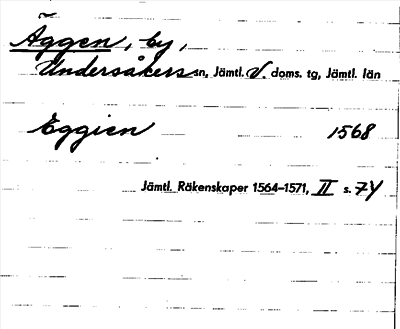 Äggen, by,
Undersåkers sn, Jämtl. V. doms. tg, Jämtl. län
Eggien 1568
Jämtl. Räkenskaper 1564–1571, II s. 74